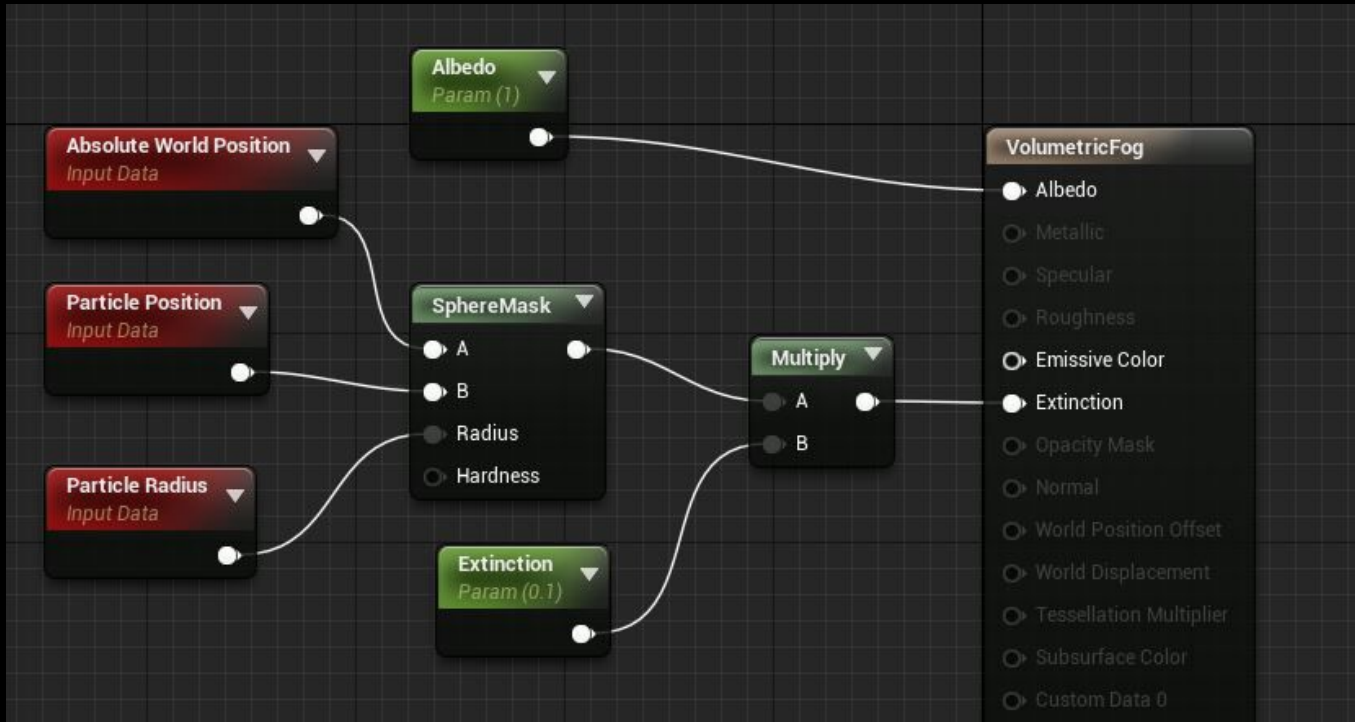 Albedo
Param (1)
Absolute World Position
Input Data
Particle Position
Input Data
Particle Radius
Input Data
SphereMask
A
B
Radius
Hardness
Extinction
Param (0.1)
Multiply
A
B
VolumetricFog
Albedo
Metallic
Specular
Roughness
Emissive Color
Extinction
Opacity Mask
Normal
World Position Offset
World Displacement
Tessellation Multiplier
Subsurface Color
Custom Data 0